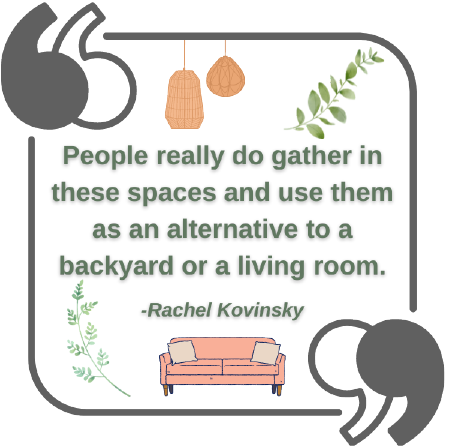 People really do gather in
these spaces and use them
as an alternative to a
backyard or a living room.
-Rachel Kovinsky